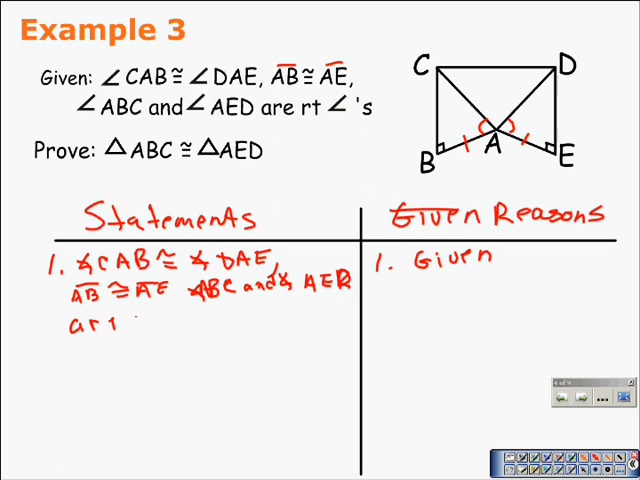 Example 3
Given: ∠CAB ≅ ∠DAE, AB ≅ AE,
∠ABC and ∠AED are rt ∠'s
Prove: △ABC ≅ △AED
C
D
A
B
E
Statements
Given Reasons
1. ∡CAB ≅ ∡DAE,
AB ≅ AE ∡ABC and ∡AED
are
1. Given